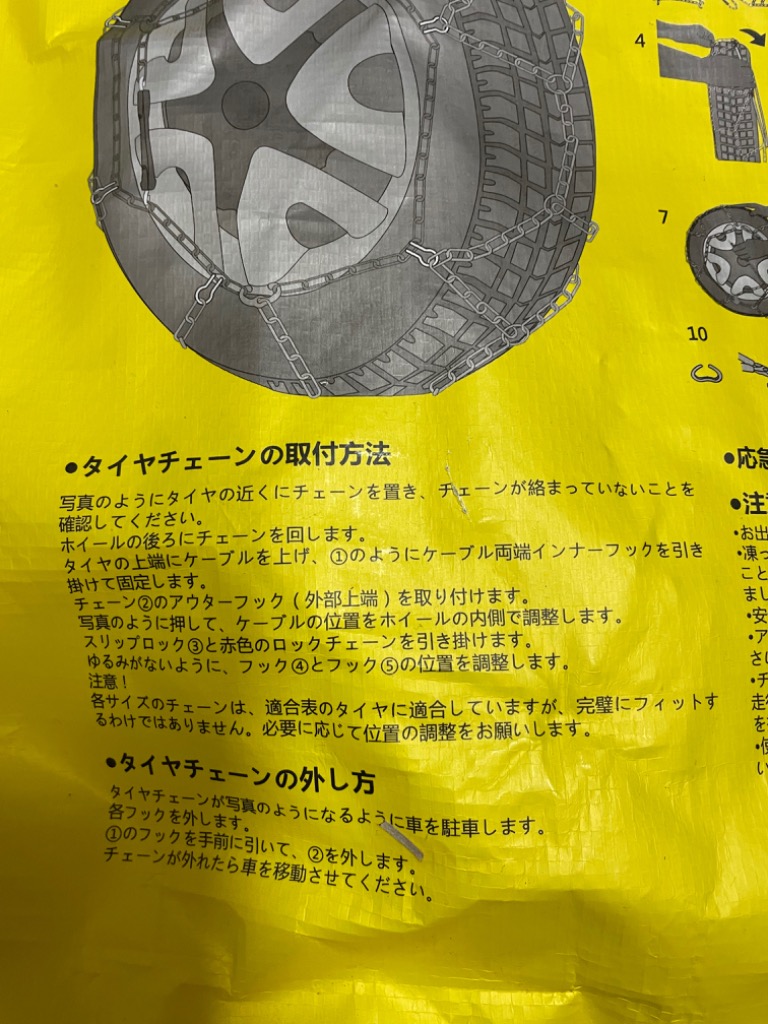 4
7
10
●タイヤチェーンの取付方法
写真のようにタイヤの近くにチェーンを置き、チェーンが絡まっていないことを
確認してください。
ホイールの後ろにチェーンを回します。
タイヤの上端にケーブルを上げ、①のようにケーブル両端インナーフックを引き
掛けて固定します。
チェーン②のアウターフック(外部上端)を取り付けます。
写真のように押して、ケーブルの位置をホイールの内側で調整します。
スリップロック③と赤色のロックチェーンを引き掛けます。
ゆるみがないように、フック④とフック⑤の位置を調整します。
注意!
各サイズのチェーンは、適合表のタイヤに適合していますが、完璧にフィットす
るわけではありません。必要に応じて位置の調整をお願いします。
●タイヤチェーンの外し方
タイヤチェーンが写真のようになるように車を駐車します。
各フックを外します。
①のフックを手前に引いて、②を外します。
チェーンが外れたら車を移動させてください。
●応急
●注
•お出
•凍っ
こと
まし
•安
•ア
さい
•チ
走行
を
•使
い